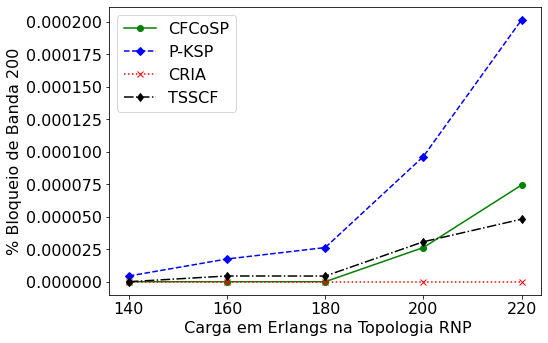 0.000200
0.000175
0.000150
0.000125
0.000100
0.000075
0.000050
0.000025
0.000000
% Bloqueio de Banda 200
CFCoSP
P-KSP
CRIA
TSSCF
140 160 180 200 220
Carga em Erlangs na Topologia RNP